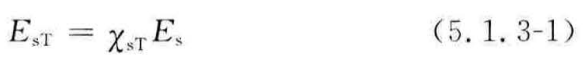 E_sT = χ_sT E_s (5.1.3-1)